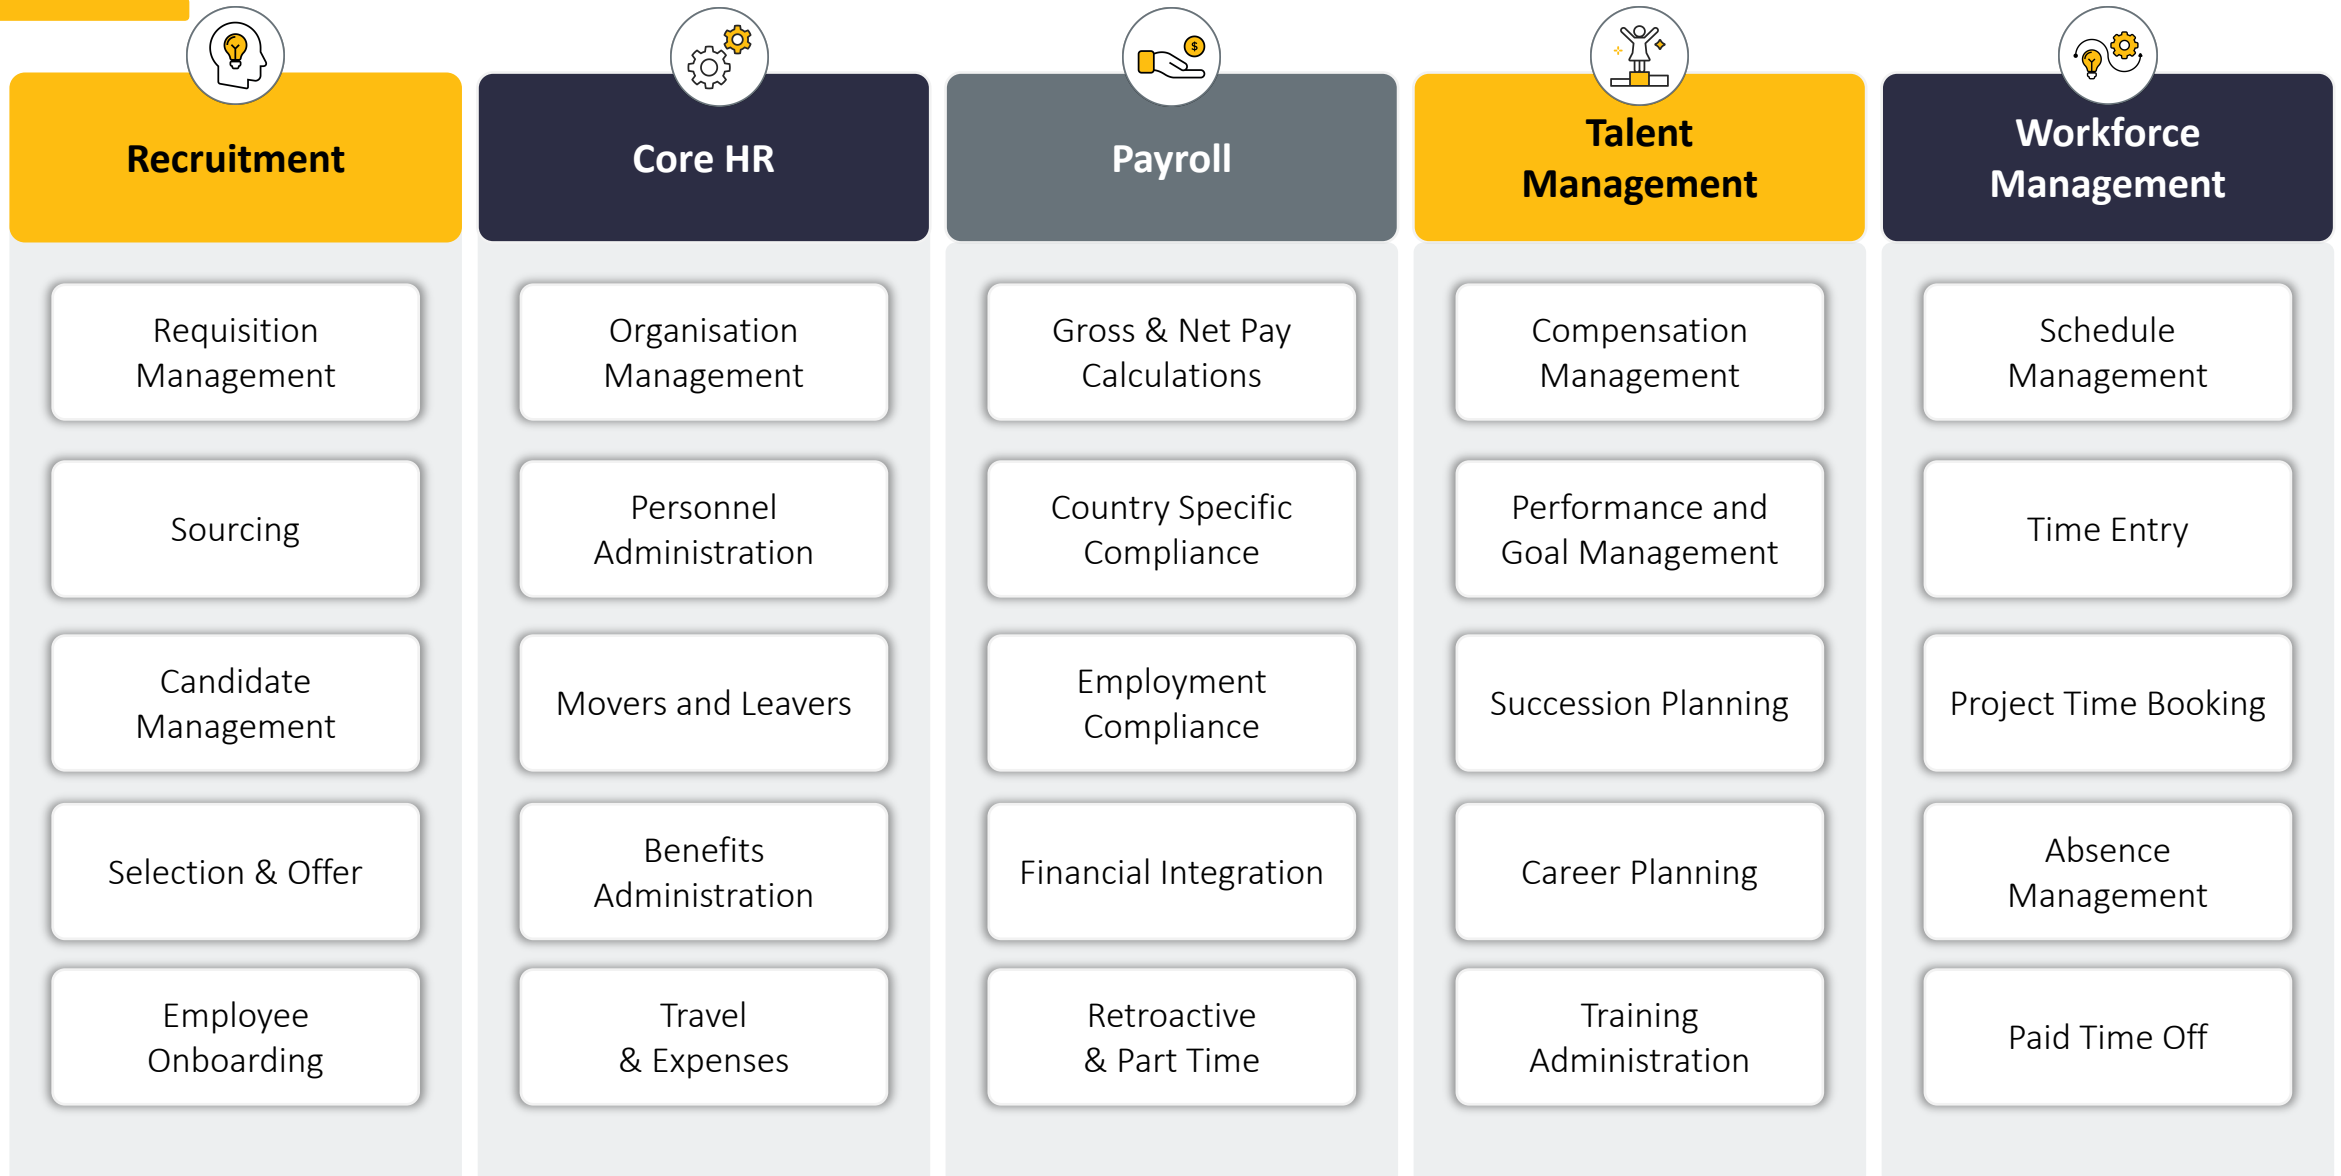 Recruitment
Requisition
Management
Sourcing
Candidate
Management
Selection & Offer
Employee
Onboarding
Core HR
Organisation
Management
Personnel
Administration
Movers and Leavers
Benefits
Administration
Travel
& Expenses
$
Payroll
Gross & Net Pay
Calculations
Country Specific
Compliance
Employment
Compliance
Financial Integration
Retroactive
& Part Time
Talent
Management
Compensation
Management
Performance and
Goal Management
Succession Planning
Career Planning
Training
Administration
Workforce
Management
Schedule
Management
Time Entry
Project Time Booking
Absence
Management
Paid Time Off